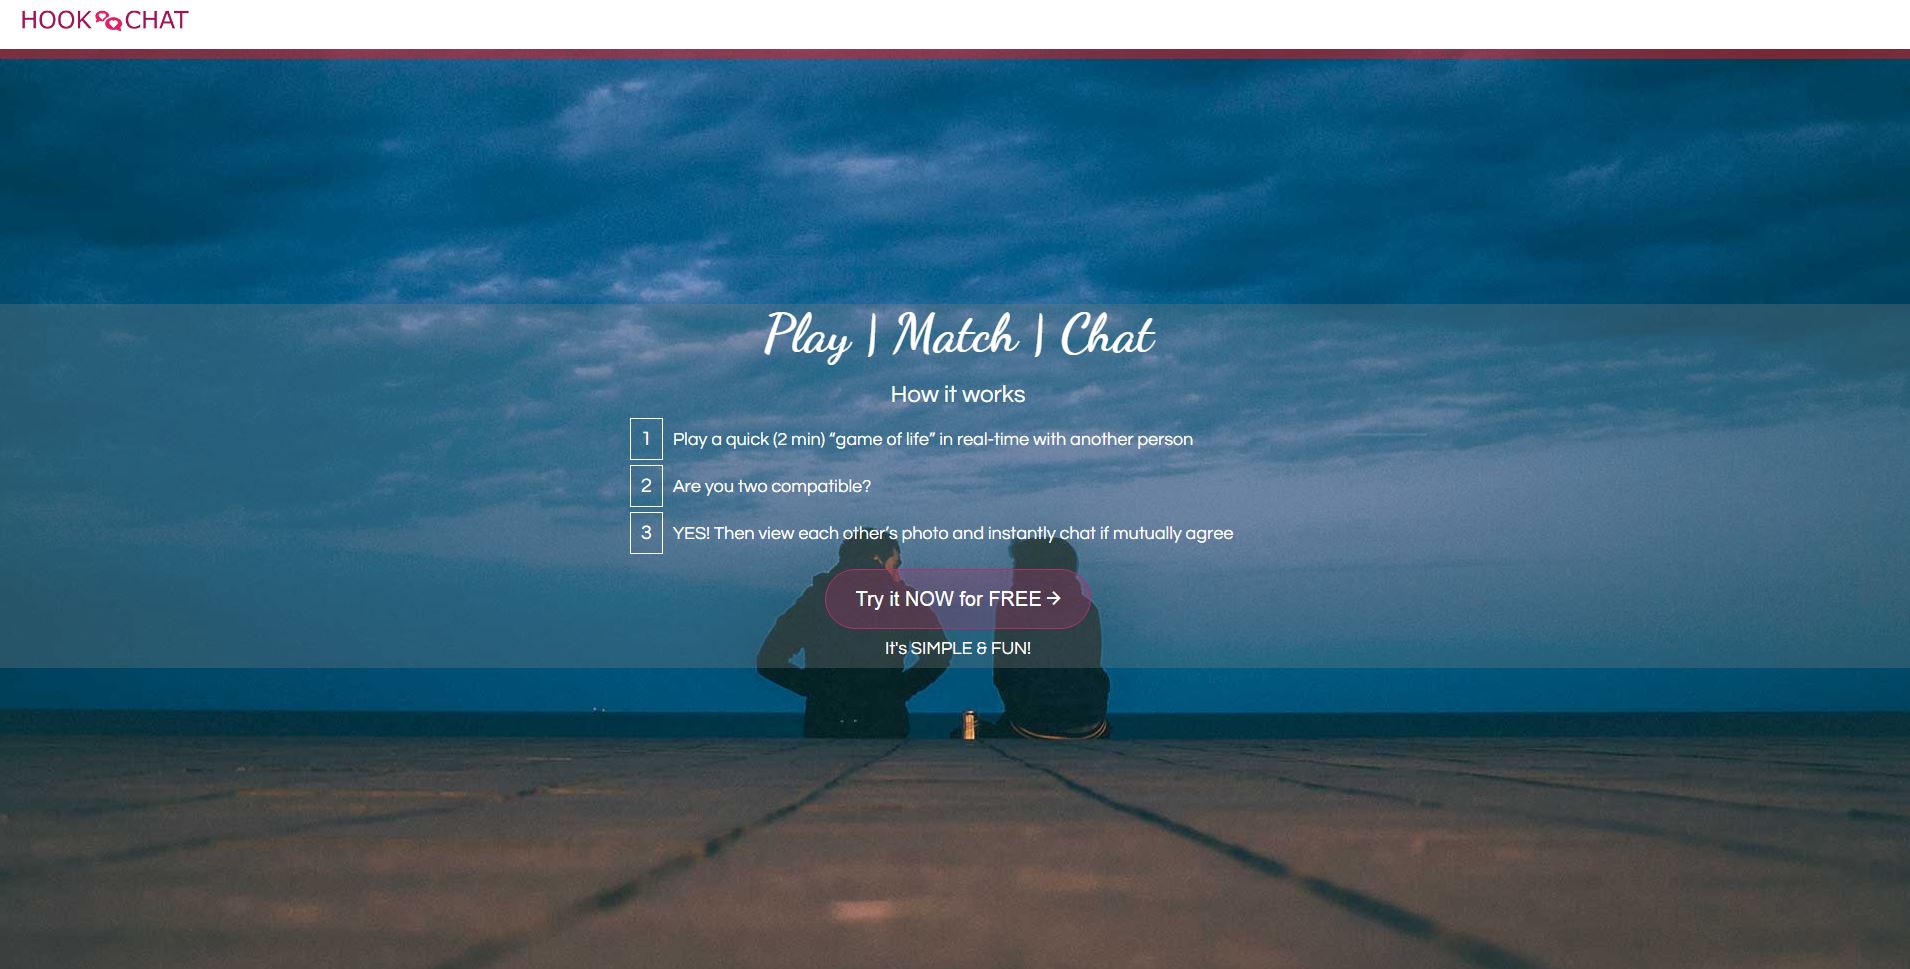 HOOK CHAT
Play | Match | Chat
How it works
1 Play a quick (2 min) “game of life” in real-time with another person
2 Are you two compatible?
3 YES! Then view each other’s photo and instantly chat if mutually agree
Try it NOW for FREE →
It's SIMPLE & FUN!